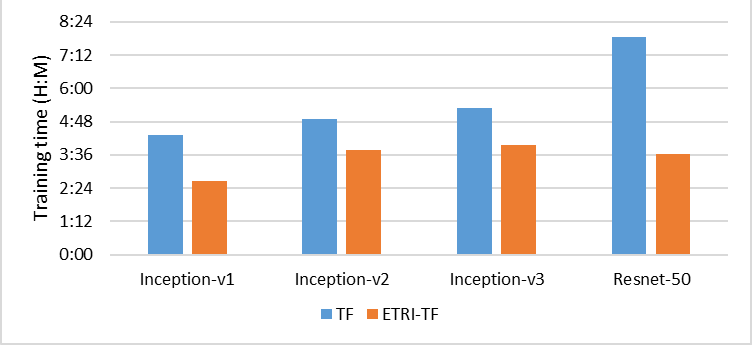 Training time (H:M)
8:24
7:12
6:00
4:48
3:36
2:24
1:12
0:00
Inception-v1 Inception-v2 Inception-v3 Resnet-50
TF ETRI-TF